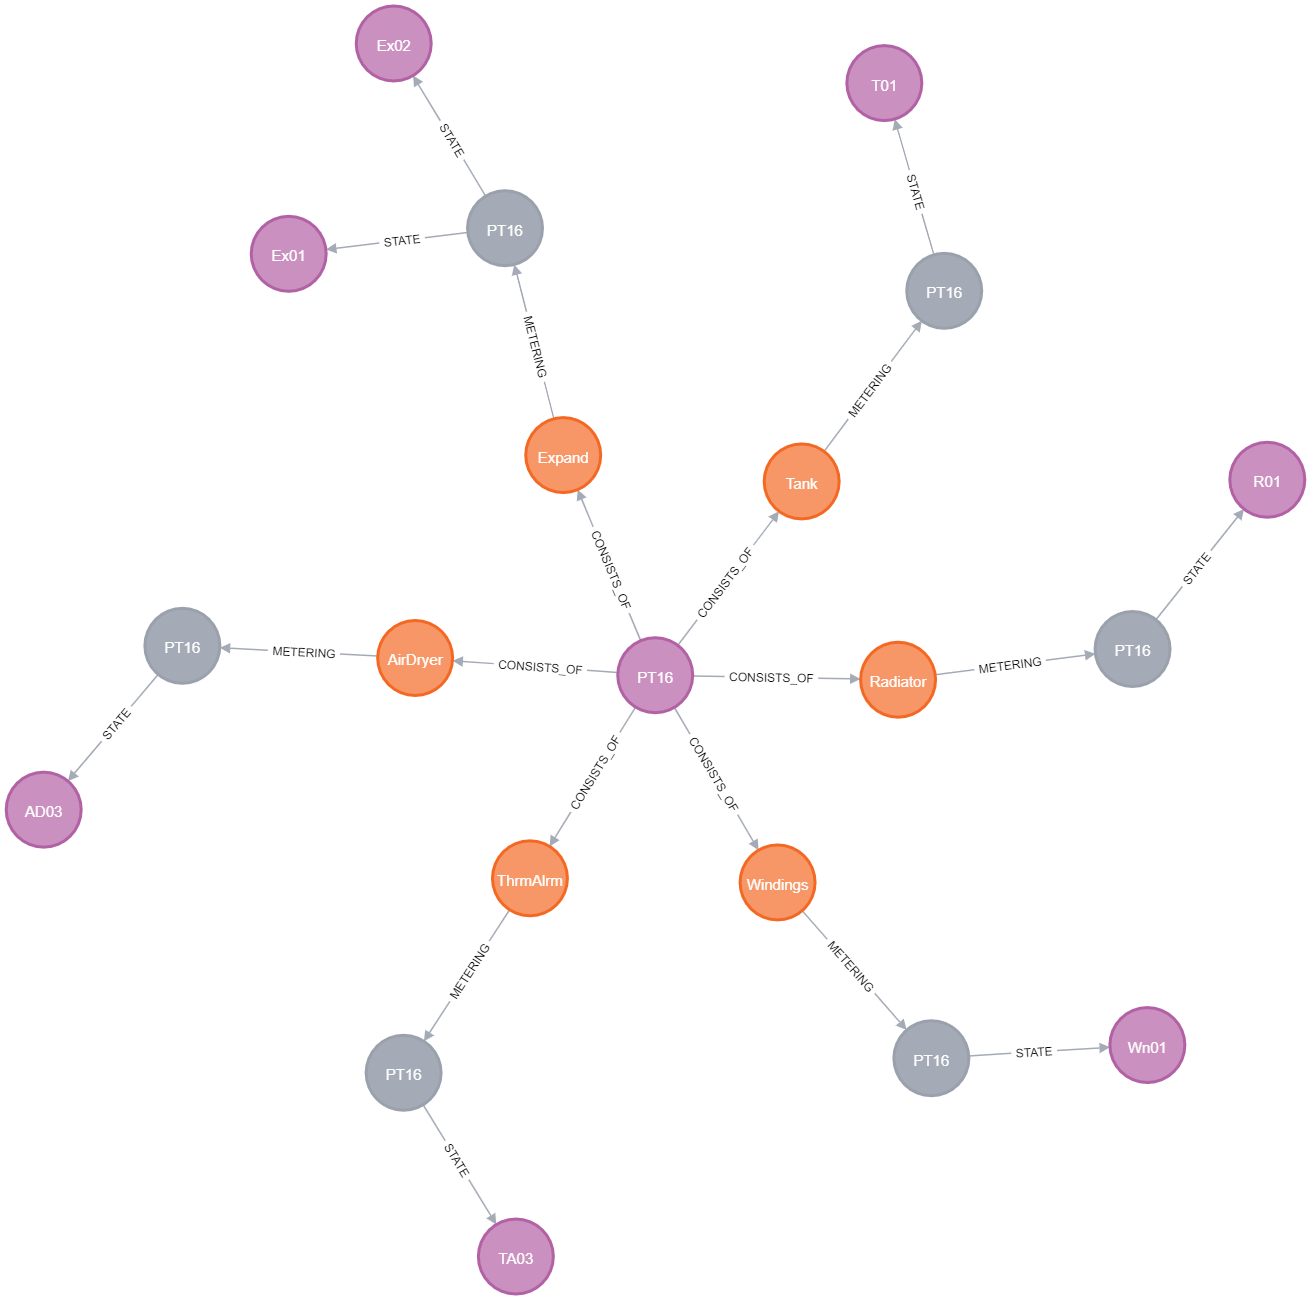 Ex02
T01
STATE
STATE
PT16
Ex01
STATE
PT16
METERING
METERING
Expand
Tank
R01
CONSISTS_OF
CONSISTS_OF
STATE
PT16
METERING
AirDryer
CONSISTS_OF
PT16
CONSISTS_OF
Radiator
METERING
PT16
STATE
AD03
CONSISTS_OF
CONSISTS_OF
ThrmAlrm
Windings
METERING
METERING
PT16
PT16
STATE
Wn01
STATE
TA03